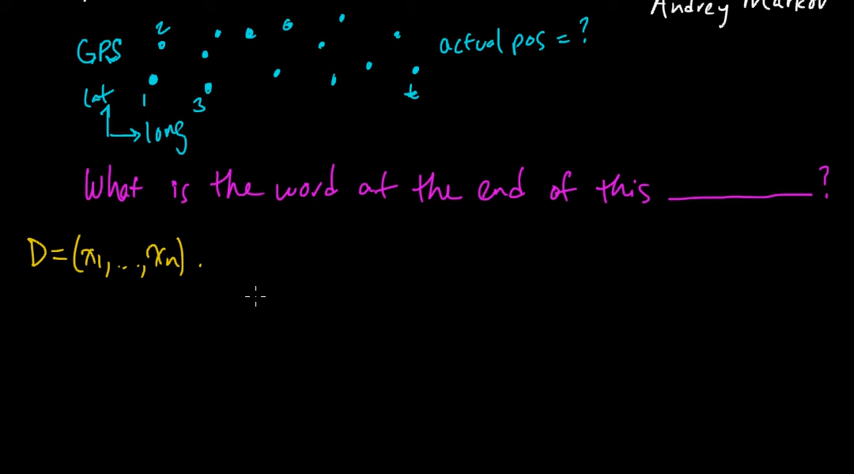 Andrey Markov
2
GPS
actual pos = ?
lat
1
3
t
long
What is the word at the end of this ________ ?
D = (x1, ..., xn) .